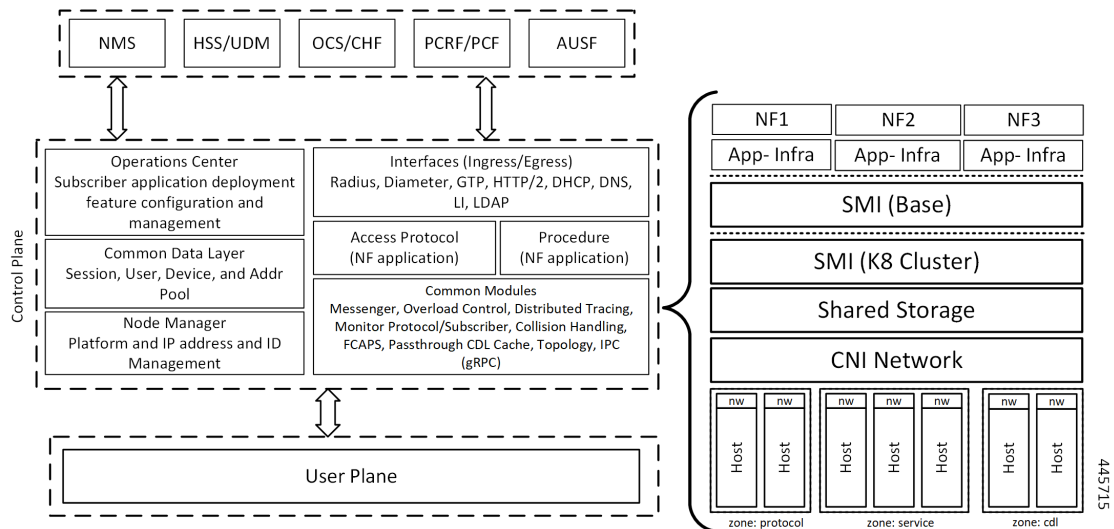 NMS
HSS/UDM
OCS/CHF
PCRF/PCF
AUSF
Control Plane
Operations Center
Subscriber application deployment
feature configuration and
management
Common Data Layer
Session, User, Device, and Addr
Pool
Node Manager
Platform and IP address and ID
Management
Interfaces (Ingress/Egress)
Radius, Diameter, GTP, HTTP/2, DHCP, DNS,
LI, LDAP
Access Protocol
(NF application)
Procedure
(NF application)
Common Modules
Messenger, Overload Control, Distributed Tracing,
Monitor Protocol/Subscriber, Collision Handling,
FCAPS, Passthrough CDL Cache, Topology, IPC
(gRPC)
User Plane
NF1
NF2
NF3
App- Infra
App- Infra
App- Infra
SMI (Base)
SMI (K8 Cluster)
Shared Storage
CNI Network
nw
nw
nw
nw
nw
nw
nw
Host
Host
Host
Host
Host
Host
Host
zone: protocol
zone: service
zone: cdl
445715